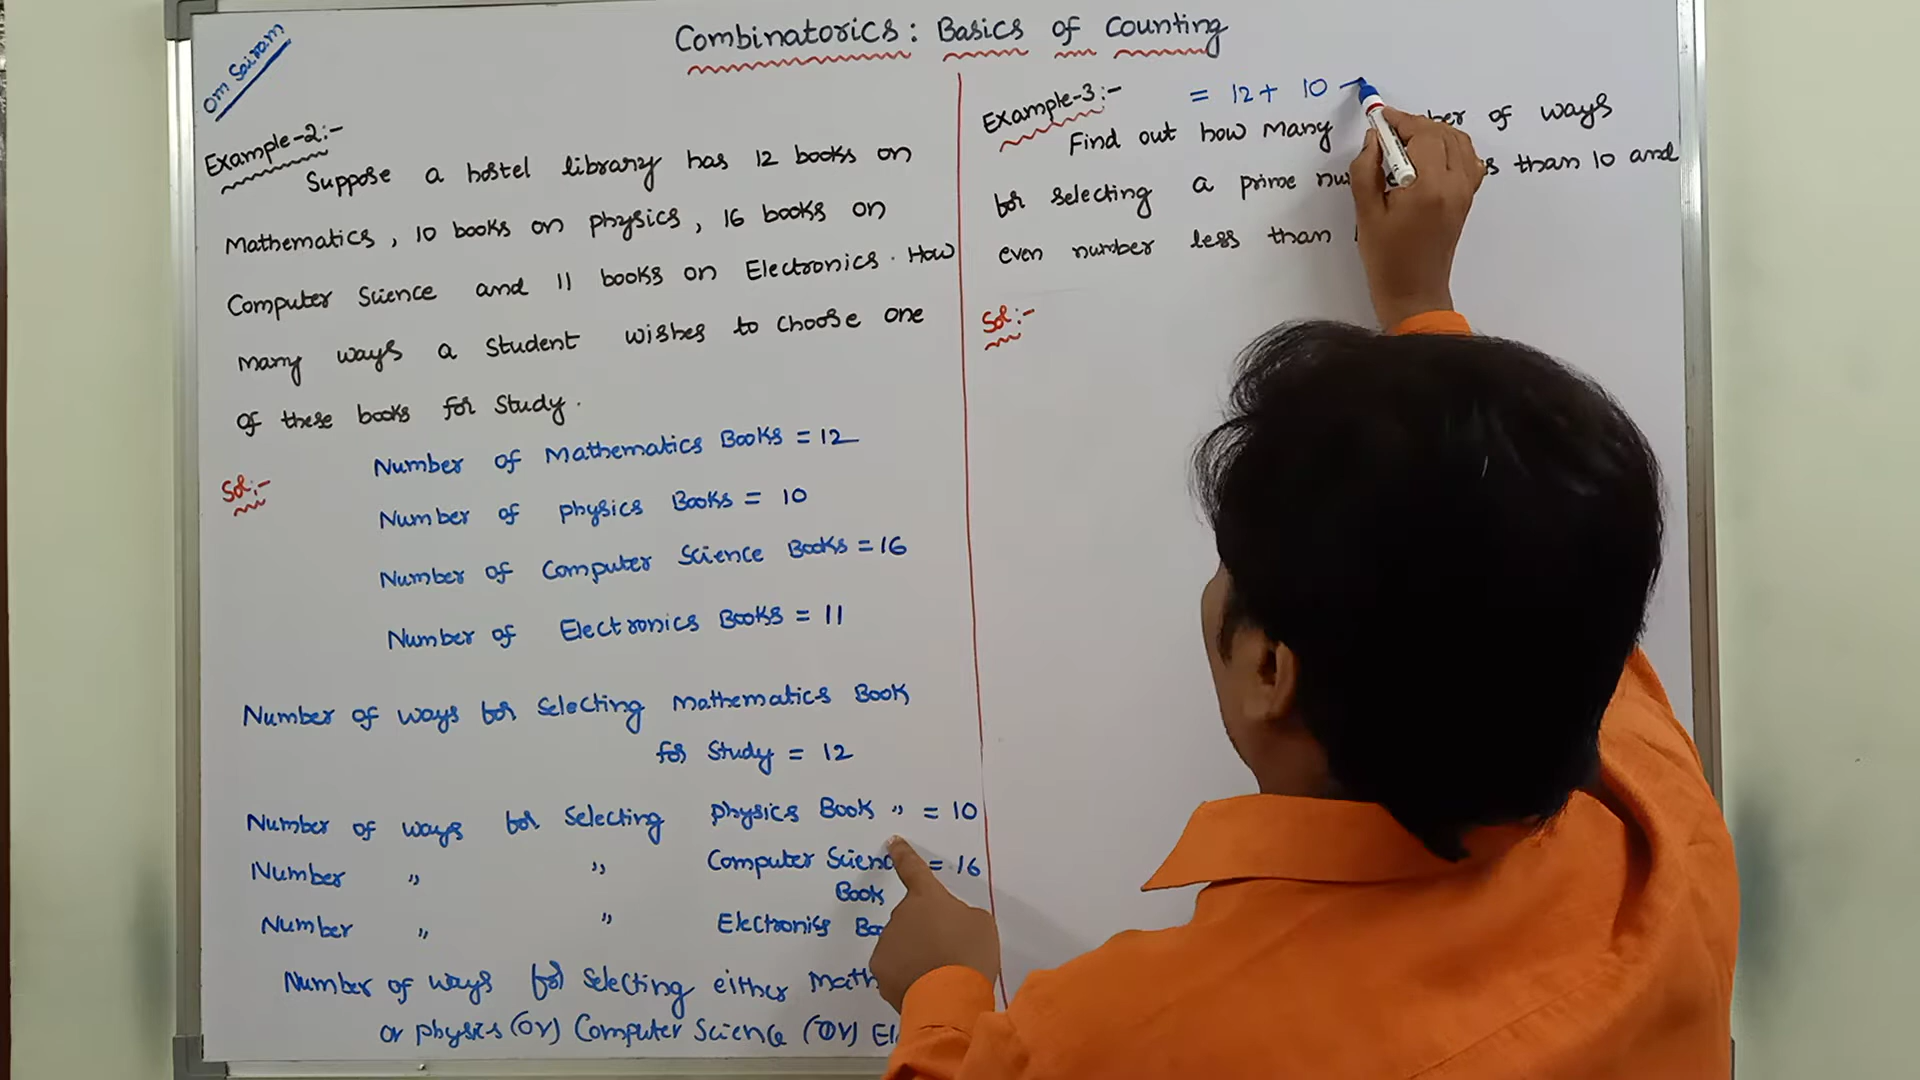 Combinatorics: Basics of Counting
Om Sairam
Example-2:-
Suppose a hostel library has 12 books on
Mathematics, 10 books on physics, 16 books on
Computer Science and 11 books on Electronics. How
many ways a student wishes to choose one
of these books for study.
Sol:-
Number of Mathematics Books = 12
Number of physics Books = 10
Number of Computer Science Books = 16
Number of Electronics Books = 11
Number of ways for selecting Mathematics Book
for study = 12
Number of ways for selecting physics Book " = 10
Number " " Computer Scienc = 16
Book
Number " " Electronics Bo
Number of ways for selecting either Math
or physics (or) Computer Science (or) El
= 12 + 10
Example-3:-
Find out how many ber of ways
for selecting a prime nu s than 10 and
even number less than
Sol:-